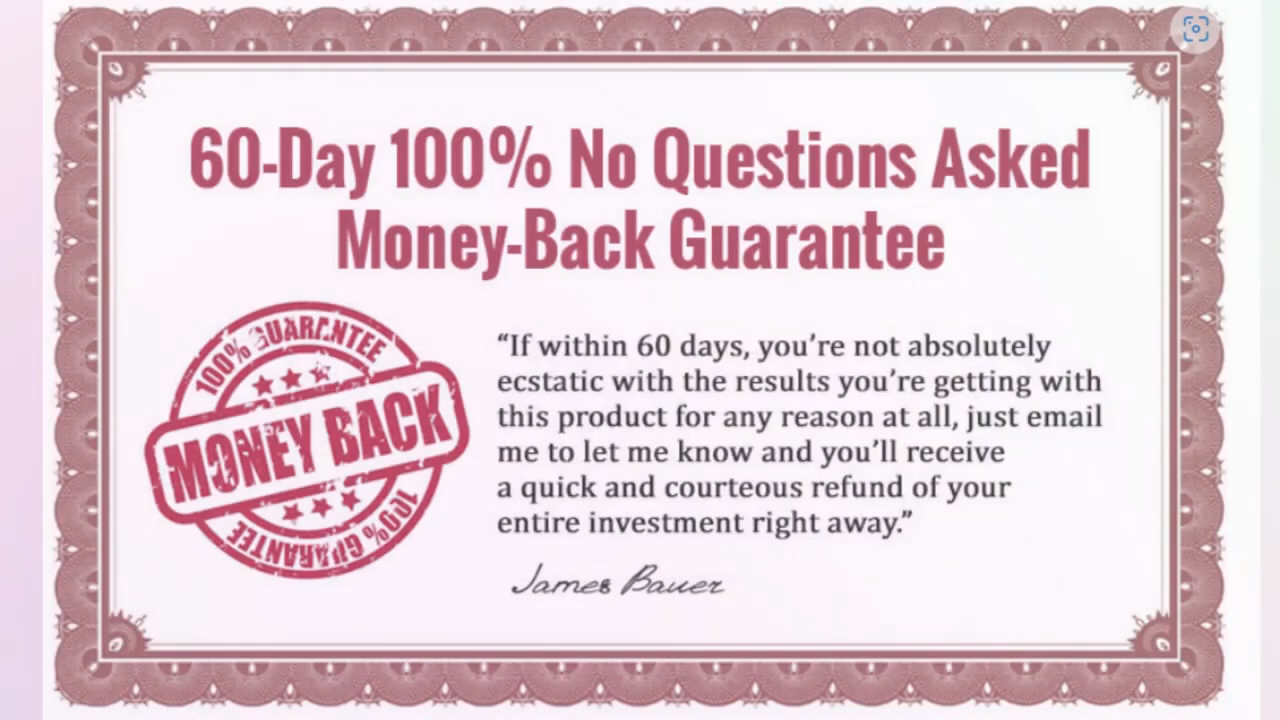 60-Day 100% No Questions Asked
Money-Back Guarantee
100% GUARANTEE
MONEY BACK
100% GUARANTEE
“If within 60 days, you’re not absolutely
ecstatic with the results you’re getting with
this product for any reason at all, just email
me to let me know and you’ll receive
a quick and courteous refund of your
entire investment right away.”
James Bauer